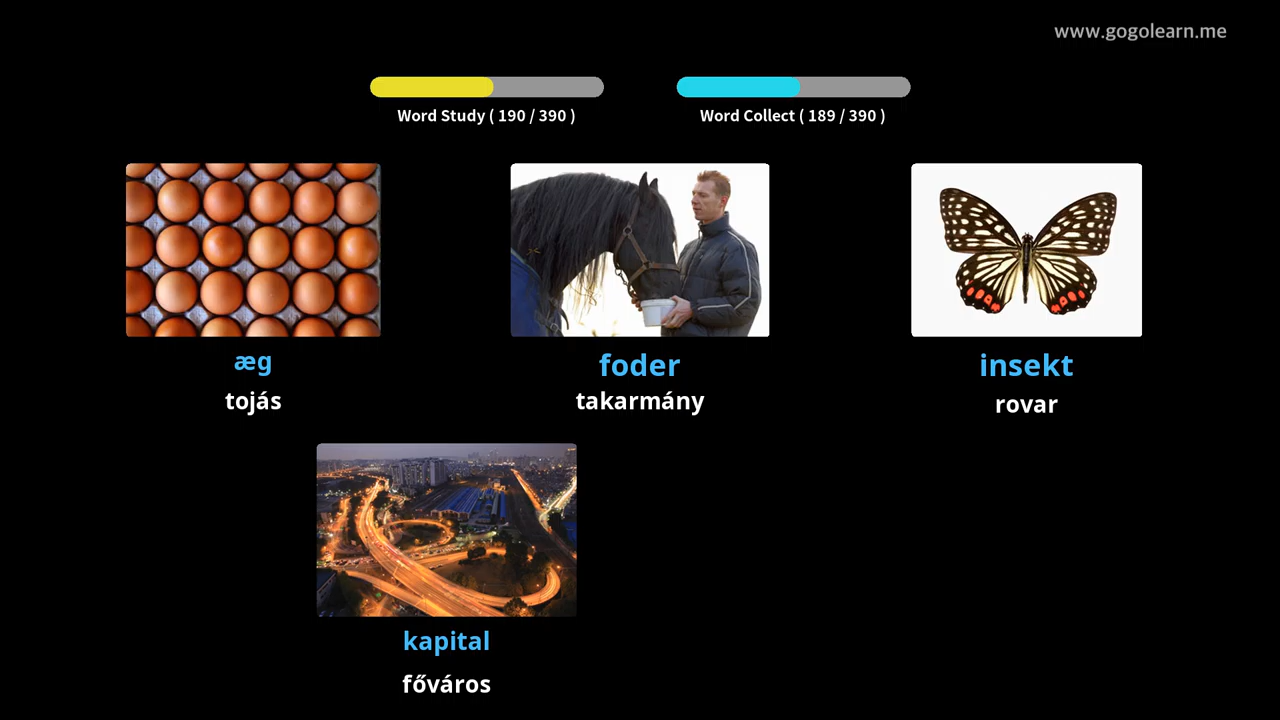 www.gogolearn.me
Word Study ( 190 / 390 )
Word Collect ( 189 / 390 )
æg
foder
insekt
tojás
takarmány
rovar
kapital
főváros